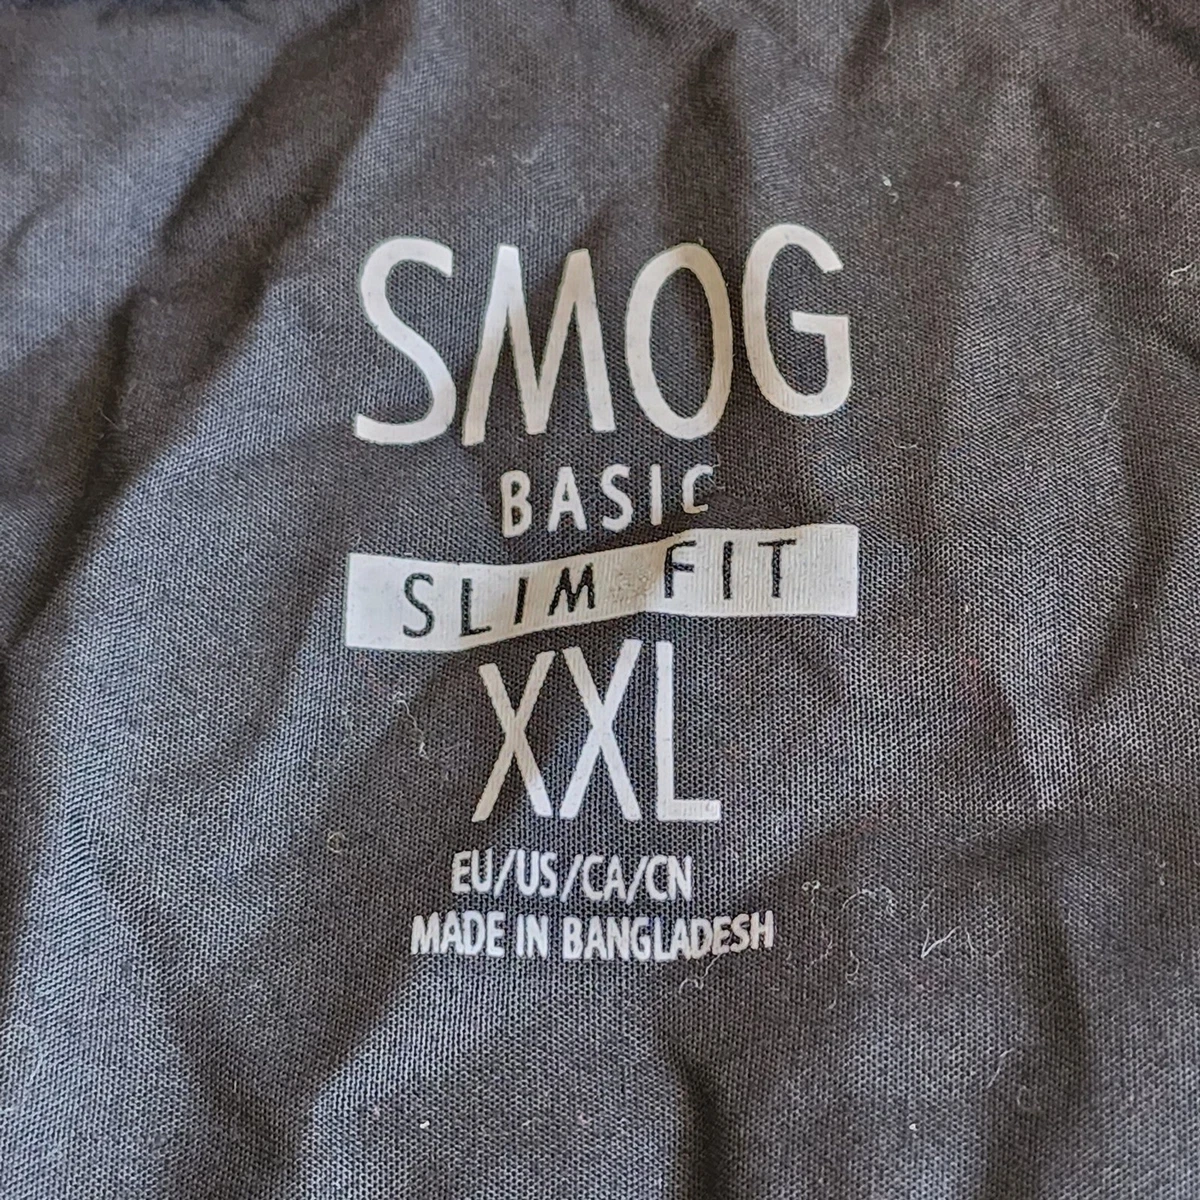 SMOG
BASIC
SLIM FIT
XXL
EU/US/CA/CN
MADE IN BANGLADESH